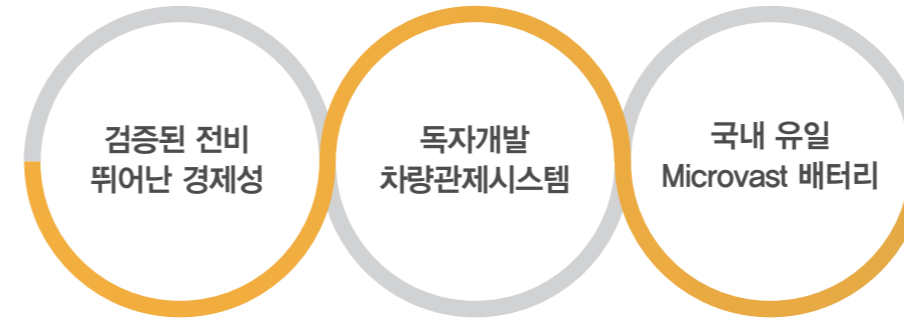 검증된 전비
뛰어난 경제성
독자개발
차량관제시스템
국내 유일
Microvast 배터리